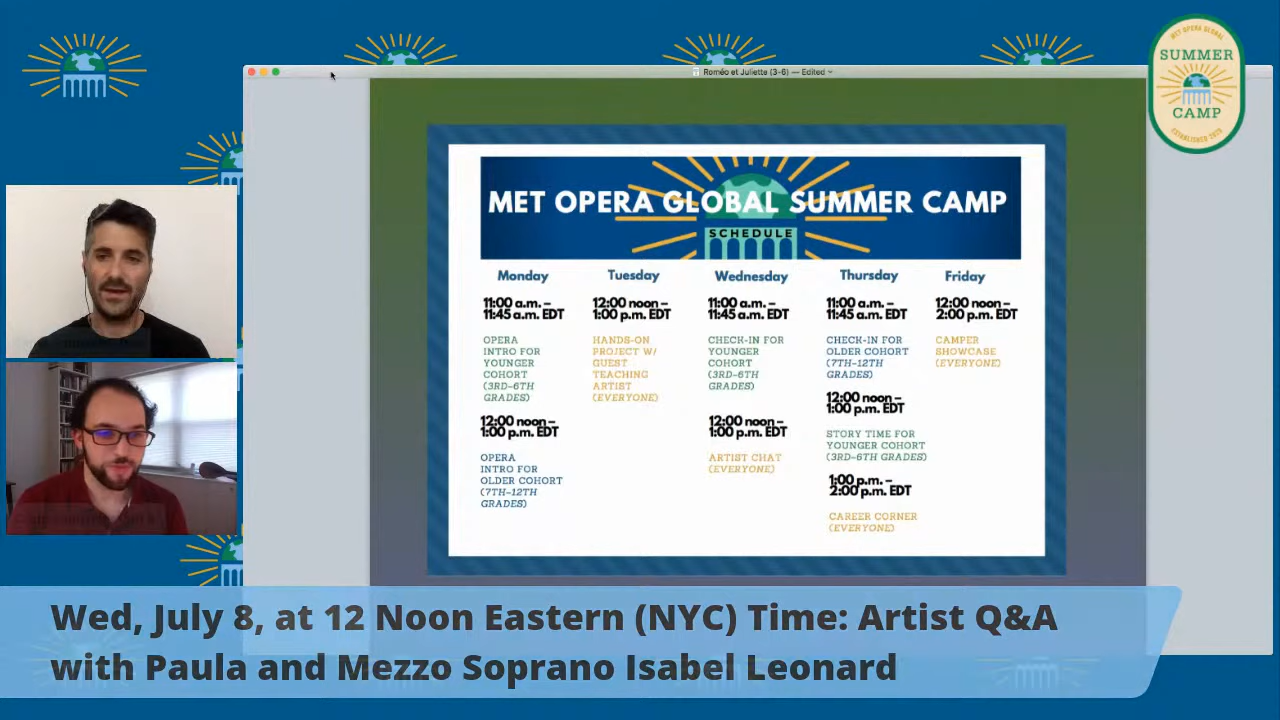 MET OPERA GLOBAL
SUMMER
CAMP
ESTABLISHED 2020
Roméo et Juliette (3-6) — Edited
MET OPERA GLOBAL SUMMER CAMP
SCHEDULE
Monday
11:00 a.m. –
11:45 a.m. EDT
OPERA
INTRO FOR
YOUNGER
COHORT
(3RD-6TH
GRADES)
12:00 noon –
1:00 p.m. EDT
OPERA
INTRO FOR
OLDER COHORT
(7TH-12TH
GRADES)
Tuesday
12:00 noon –
1:00 p.m. EDT
HANDS-ON
PROJECT W/
GUEST
TEACHING
ARTIST
(EVERYONE)
Wednesday
11:00 a.m. –
11:45 a.m. EDT
CHECK-IN FOR
YOUNGER
COHORT
(3RD-6TH
GRADES)
12:00 noon –
1:00 p.m. EDT
ARTIST CHAT
(EVERYONE)
Thursday
11:00 a.m. –
11:45 a.m. EDT
CHECK-IN FOR
OLDER COHORT
(7TH-12TH
GRADES)
12:00 noon –
1:00 p.m. EDT
STORY TIME FOR
YOUNGER COHORT
(3RD-6TH GRADES)
1:00 p.m. –
2:00 p.m. EDT
CAREER CORNER
(EVERYONE)
Friday
12:00 noon –
2:00 p.m. EDT
CAMPER
SHOWCASE
(EVERYONE)
Wed, July 8, at 12 Noon Eastern (NYC) Time: Artist Q&A
with Paula and Mezzo Soprano Isabel Leonard